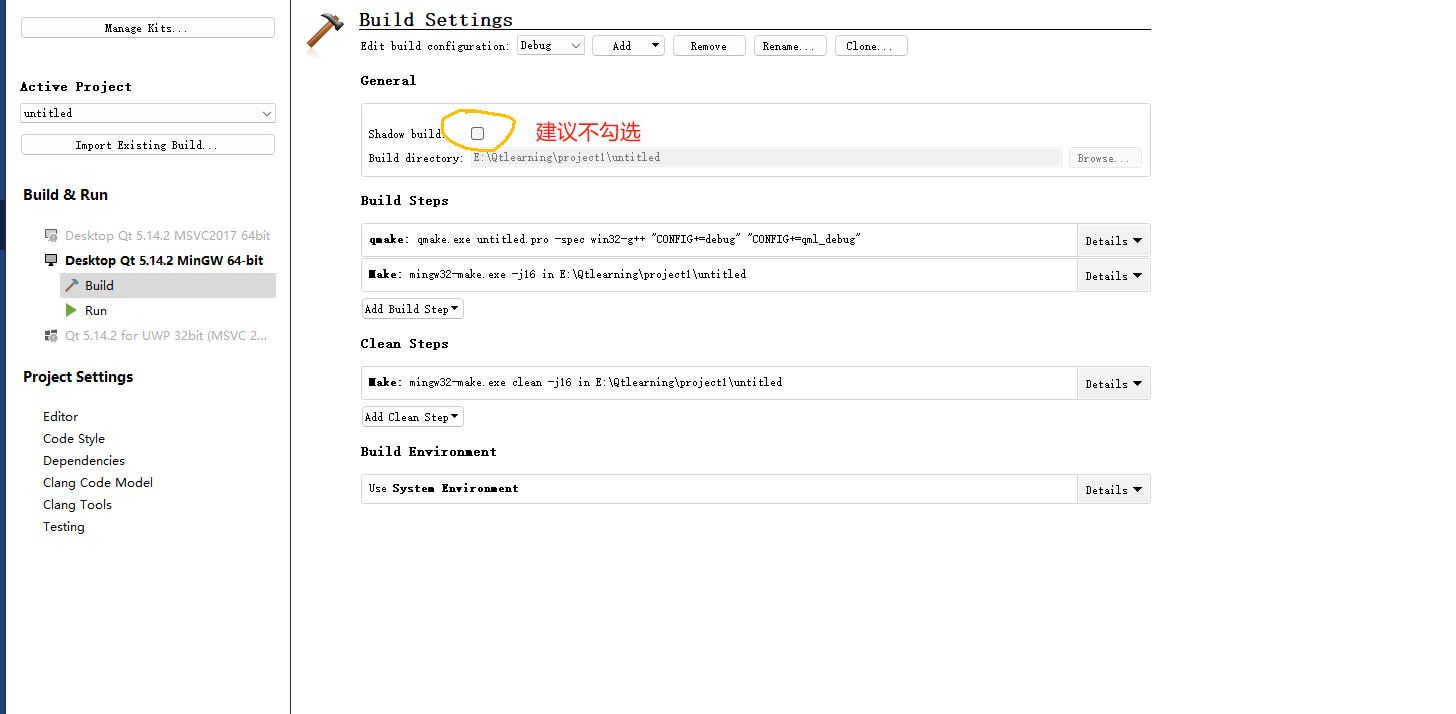 Manage Kits...
Active Project
untitled
Import Existing Build...
Build & Run
Desktop Qt 5.14.2 MSVC2017 64bit
Desktop Qt 5.14.2 MinGW 64-bit
Build
Run
Qt 5.14.2 for UWP 32bit (MSVC 2...
Project Settings
Editor
Code Style
Dependencies
Clang Code Model
Clang Tools
Testing
Build Settings
Edit build configuration: Debug Add Remove Rename... Clone...
General
Shadow build: 建议不勾选
Build directory: E:\Qtlearning\project1\untitled Browse...
Build Steps
qmake: qmake.exe untitled.pro -spec win32-g++ "CONFIG+=debug" "CONFIG+=qml_debug" Details
Make: mingw32-make.exe -j16 in E:\Qtlearning\project1\untitled Details
Add Build Step
Clean Steps
Make: mingw32-make.exe clean -j16 in E:\Qtlearning\project1\untitled Details
Add Clean Step
Build Environment
Use System Environment Details